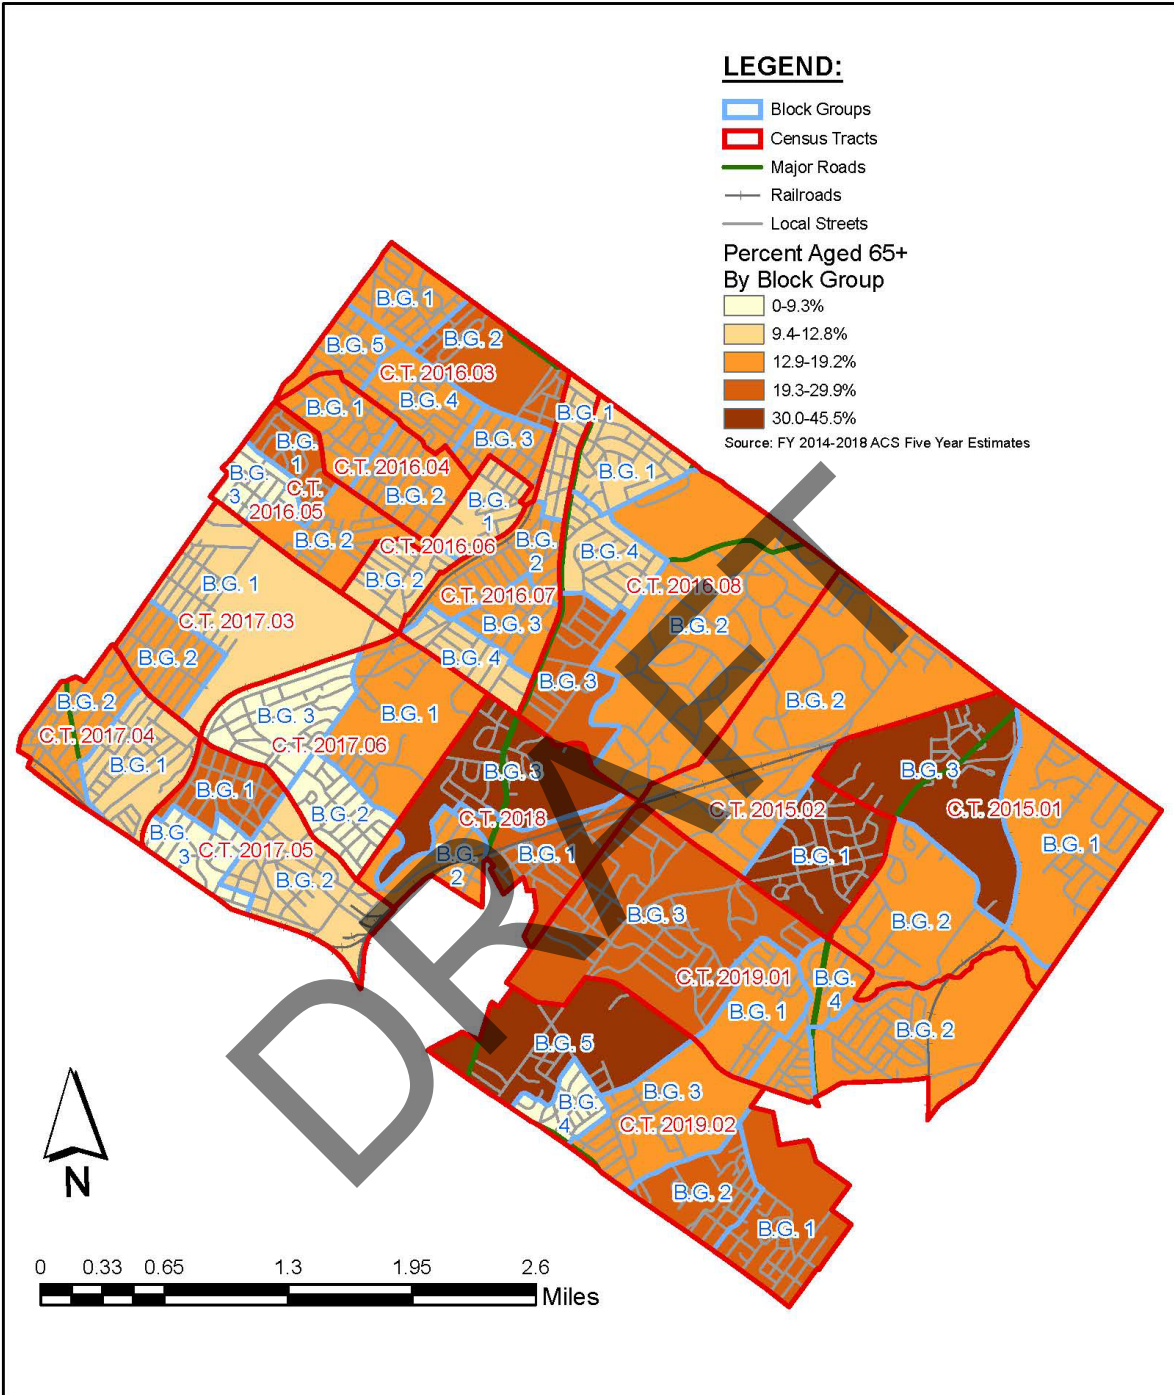 LEGEND:
Block Groups
Census Tracts
Major Roads
Railroads
Local Streets
Percent Aged 65+
By Block Group
0-9.3%
9.4-12.8%
12.9-19.2%
19.3-29.9%
30.0-45.5%
Source: FY 2014-2018 ACS Five Year Estimates
B.G. 1
B.G. 2
B.G. 5
C.T. 2016.03
B.G. 4
B.G. 1
B.G. 3
B.G. 1
B.G. 1
B.G.
1
C.T. 2016.04
B.G.
3
C.T.
2016.05
B.G. 2
B.G.
1
B.G. 2
C.T. 2016.06
B.G.
2
B.G. 4
B.G. 2
C.T. 2016.07
C.T. 2016.08
B.G. 1
C.T. 2017.03
B.G. 3
B.G. 2
B.G. 2
B.G. 4
B.G. 3
B.G. 2
B.G. 2
C.T. 2017.04
B.G. 1
B.G. 3
B.G. 1
C.T. 2017.06
B.G. 3
B.G. 3
B.G. 1
B.G. 2
C.T. 2018
C.T. 2015.02
C.T. 2015.01
B.G.
3
C.T. 2017.05
B.G. 2
B.G.
2
B.G. 1
B.G. 1
B.G. 1
B.G. 3
B.G. 2
C.T. 2019.01
B.G.
4
B.G. 1
B.G. 2
B.G. 5
B.G. 3
B.G.
4
C.T. 2019.02
B.G. 2
B.G. 1
DRAFT
N
0 0.33 0.65 1.3 1.95 2.6
Miles